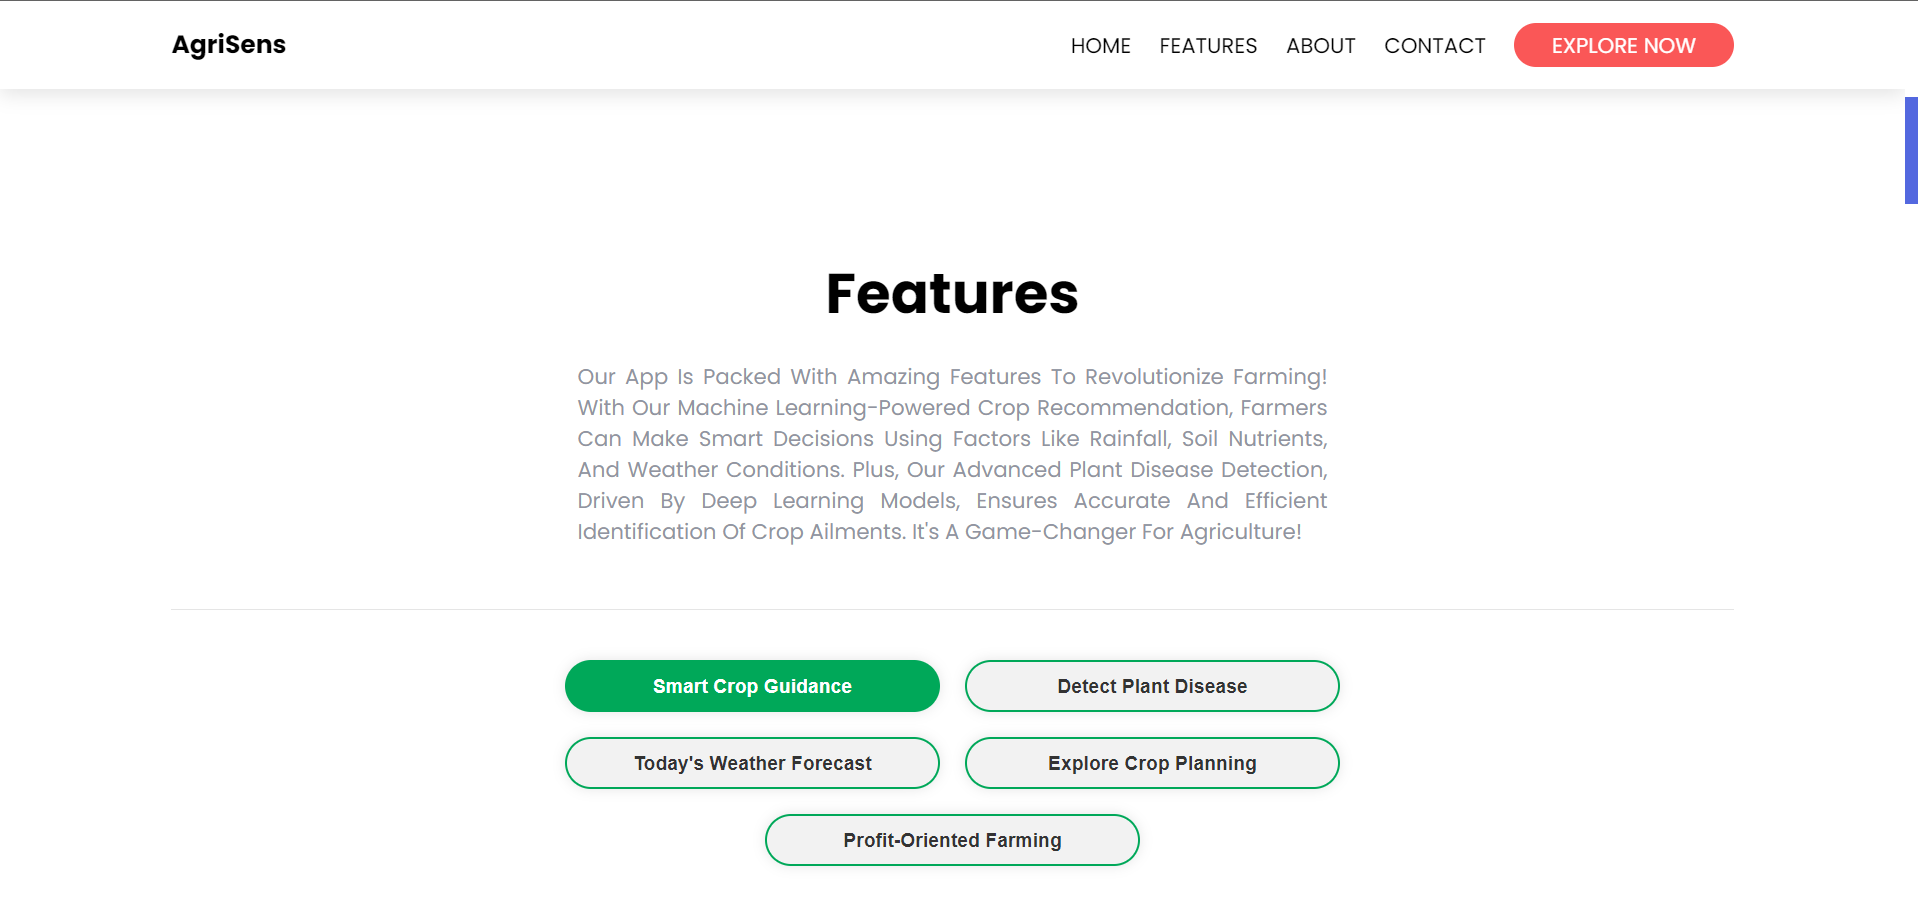 AgriSens
HOME FEATURES ABOUT CONTACT EXPLORE NOW
Features
Our App Is Packed With Amazing Features To Revolutionize Farming!
With Our Machine Learning-Powered Crop Recommendation, Farmers
Can Make Smart Decisions Using Factors Like Rainfall, Soil Nutrients,
And Weather Conditions. Plus, Our Advanced Plant Disease Detection,
Driven By Deep Learning Models, Ensures Accurate And Efficient
Identification Of Crop Ailments. It's A Game-Changer For Agriculture!
Smart Crop Guidance
Detect Plant Disease
Today's Weather Forecast
Explore Crop Planning
Profit-Oriented Farming